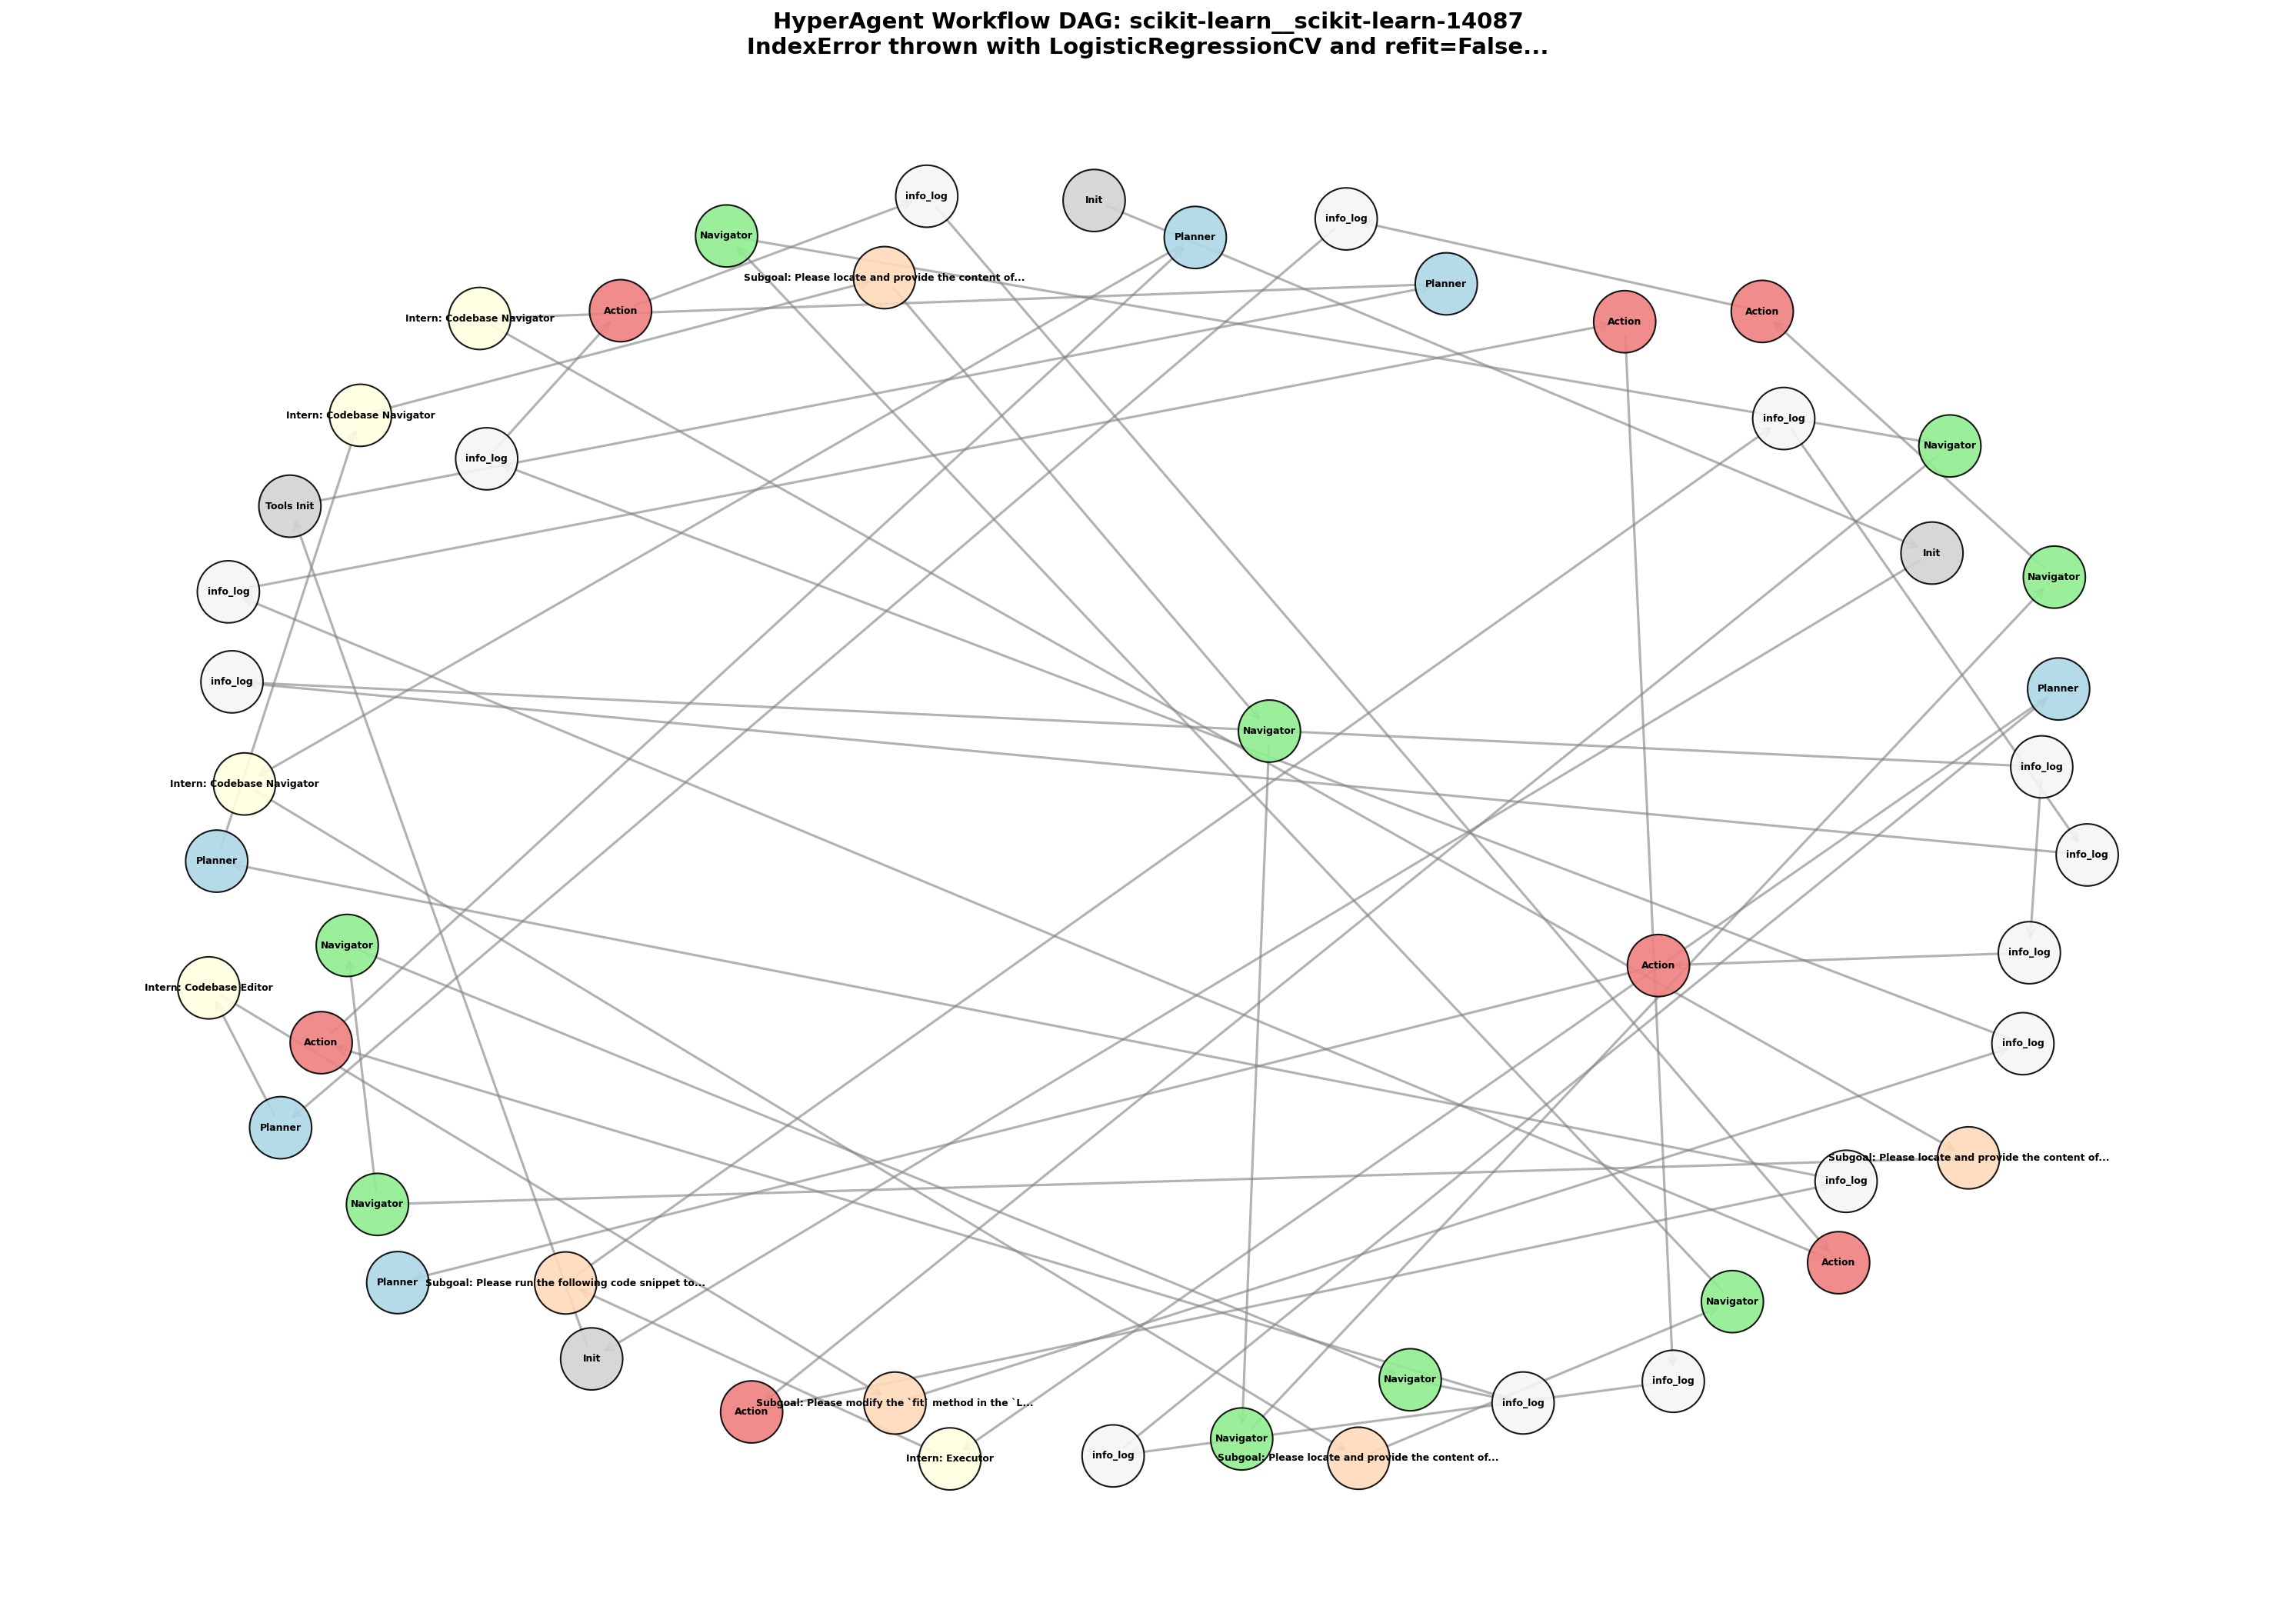 HyperAgent Workflow DAG: scikit-learn__scikit-learn-14087
IndexError thrown with LogisticRegressionCV and refit=False...
info_log
Init
info_log
Navigator
Planner
Subgoal: Please locate and provide the content of...
Planner
Action
Action
Intern: Codebase Navigator
Action
Intern: Codebase Navigator
info_log
Navigator
info_log
Tools Init
Init
Navigator
info_log
info_log
Planner
Navigator
info_log
Intern: Codebase Navigator
info_log
Planner
Navigator
info_log
Action
Intern: Codebase Editor
Action
info_log
Planner
Subgoal: Please locate and provide the content of...
info_log
Navigator
Action
Planner
Subgoal: Please run the following code snippet to...
Navigator
Init
Navigator
info_log
Action
Subgoal: Please modify the `fit` method in the `L...
info_log
Navigator
info_log
Intern: Executor
Subgoal: Please locate and provide the content of...